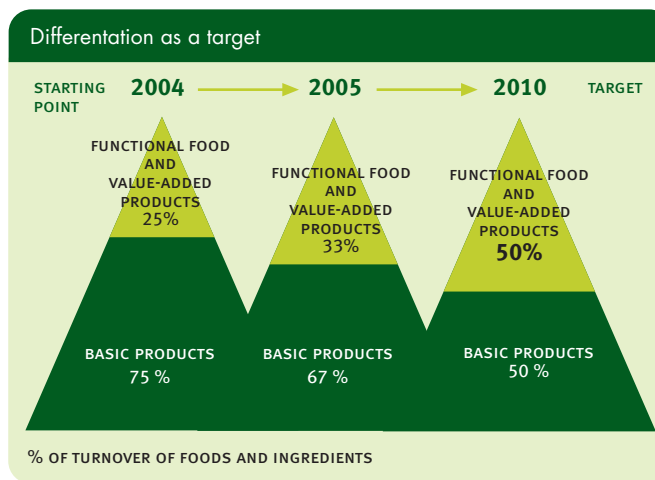 Differentation as a target
STARTING POINT
2004
2005
2010
TARGET
FUNCTIONAL FOOD
AND
VALUE-ADDED
PRODUCTS
25%
FUNCTIONAL FOOD
AND
VALUE-ADDED
PRODUCTS
33%
FUNCTIONAL FOOD
AND
VALUE-ADDED
PRODUCTS
50%
BASIC PRODUCTS
75 %
BASIC PRODUCTS
67 %
BASIC PRODUCTS
50 %
% OF TURNOVER OF FOODS AND INGREDIENTS